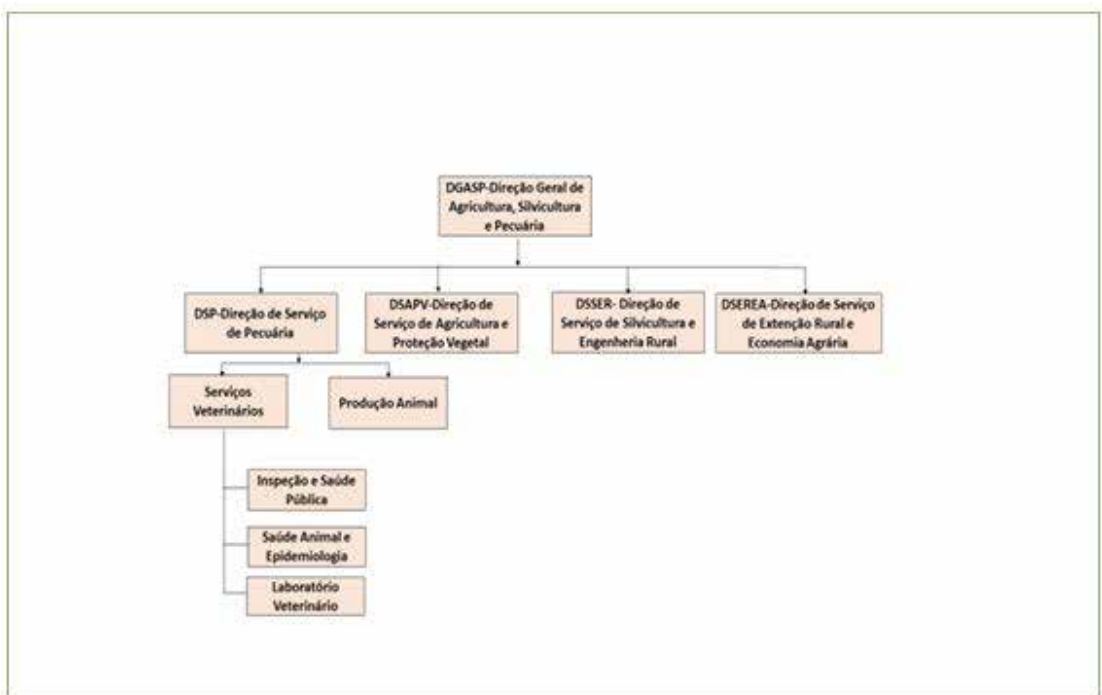 DGASP-Direção Geral de
Agricultura, Silvicultura
e Pecuária
DSP-Direção de Serviço
de Pecuária
DSAPV-Direção de
Serviço de Agricultura e
Proteção Vegetal
DSSER- Direção de
Serviço de Silvicultura e
Engenheria Rural
DSEREA-Direção de Serviço
de Extenção Rural e
Economia Agrária
Serviços
Veterinários
Produção Animal
Inspeção e Saúde
Pública
Saúde Animal e
Epidemiologia
Laboratório
Veterinário